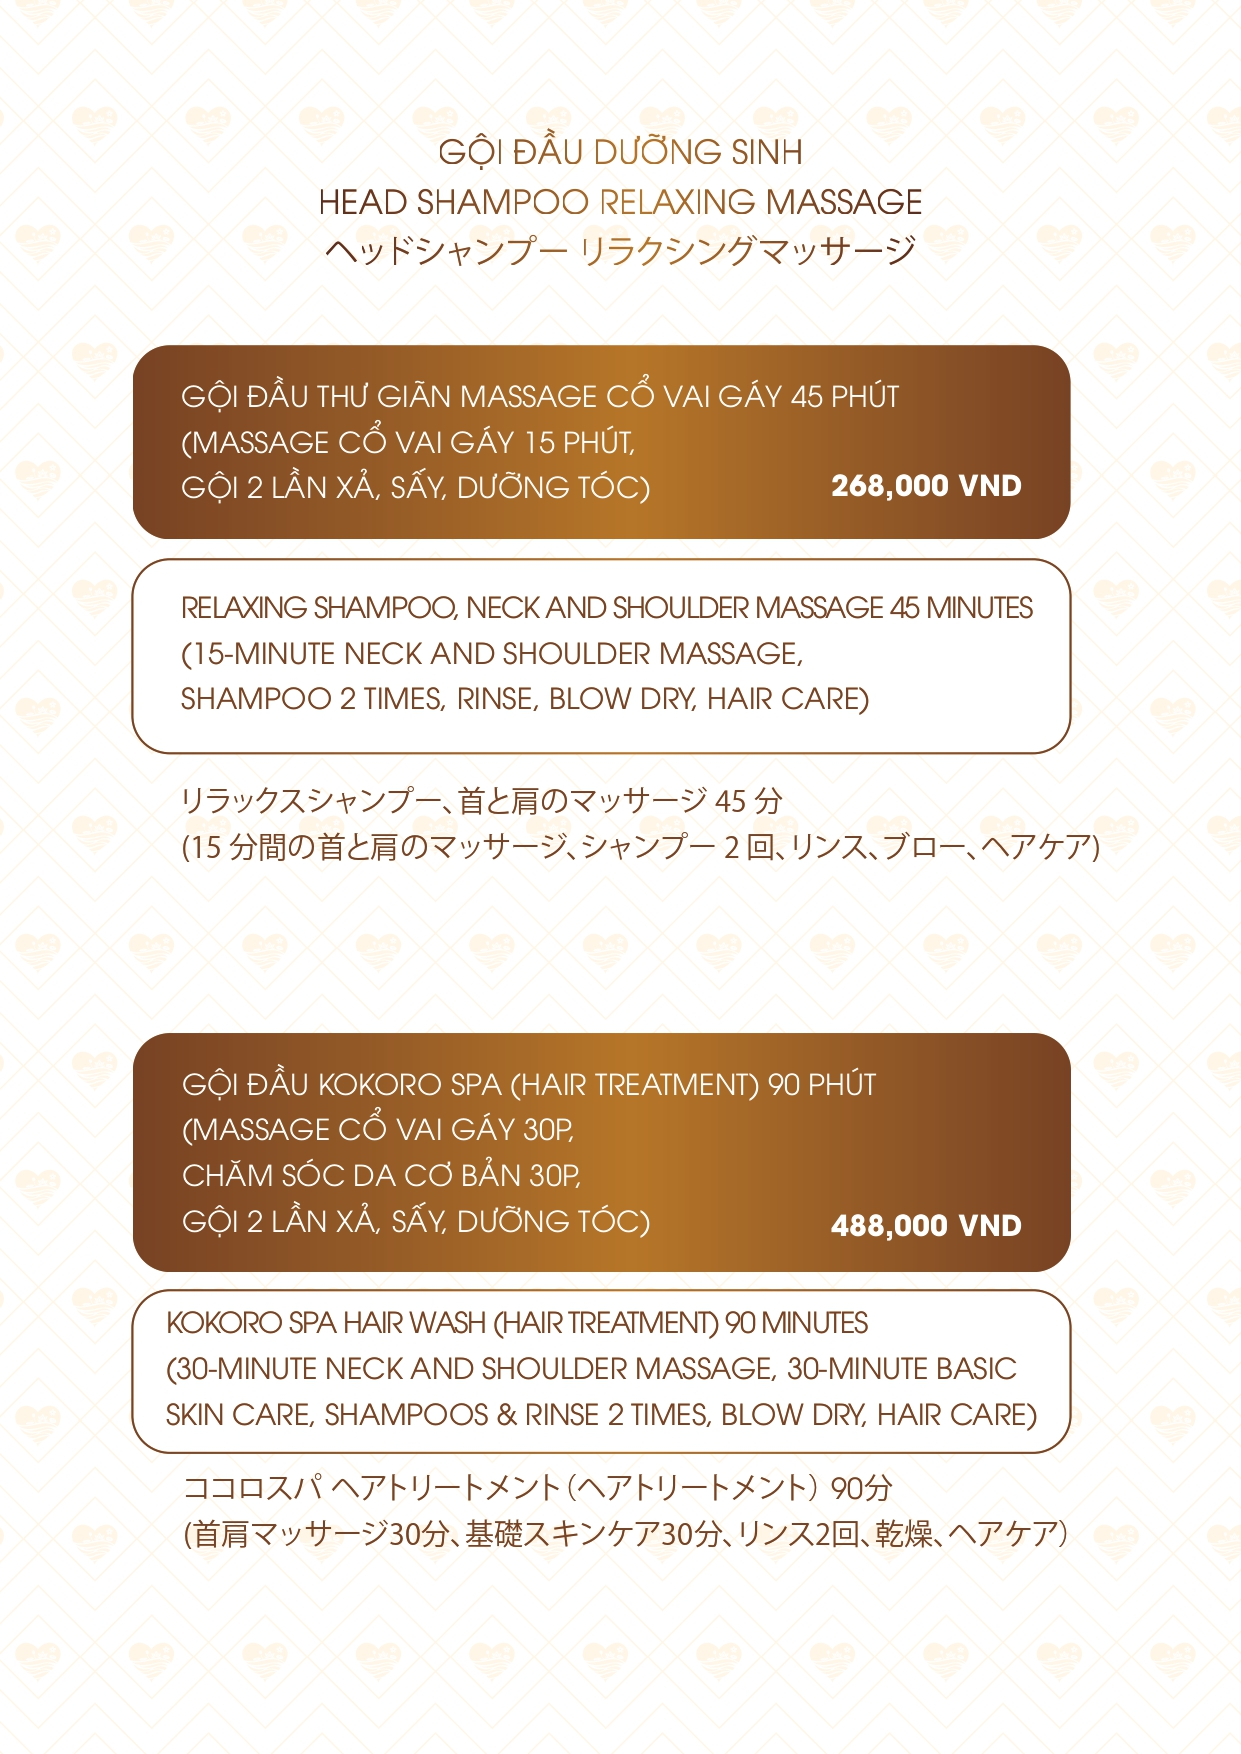 GỘI ĐẦU DƯỠNG SINH
HEAD SHAMPOO RELAXING MASSAGE
ヘッドシャンプー リラクシングマッサージ
GỘI ĐẦU THƯ GIÃN MASSAGE CỔ VAI GÁY 45 PHÚT
(MASSAGE CỔ VAI GÁY 15 PHÚT,
GỘI 2 LẦN XẢ, SẤY, DƯỠNG TÓC)
268,000 VND
RELAXING SHAMPOO, NECK AND SHOULDER MASSAGE 45 MINUTES
(15-MINUTE NECK AND SHOULDER MASSAGE,
SHAMPOO 2 TIMES, RINSE, BLOW DRY, HAIR CARE)
リラックスシャンプー、首と肩のマッサージ 45 分
(15 分間の首と肩のマッサージ、シャンプー 2 回、リンス、ブロー、ヘアケア)
GỘI ĐẦU KOKORO SPA (HAIR TREATMENT) 90 PHÚT
(MASSAGE CỔ VAI GÁY 30P,
CHĂM SÓC DA CƠ BẢN 30P,
GỘI 2 LẦN XẢ, SẤY, DƯỠNG TÓC)
488,000 VND
KOKORO SPA HAIR WASH (HAIR TREATMENT) 90 MINUTES
(30-MINUTE NECK AND SHOULDER MASSAGE, 30-MINUTE BASIC
SKIN CARE, SHAMPOOS & RINSE 2 TIMES, BLOW DRY, HAIR CARE)
ココロスパ ヘアトリートメント（ヘアトリートメント） 90分
(首肩マッサージ30分、基礎スキンケア30分、リンス2回、乾燥、ヘアケア）